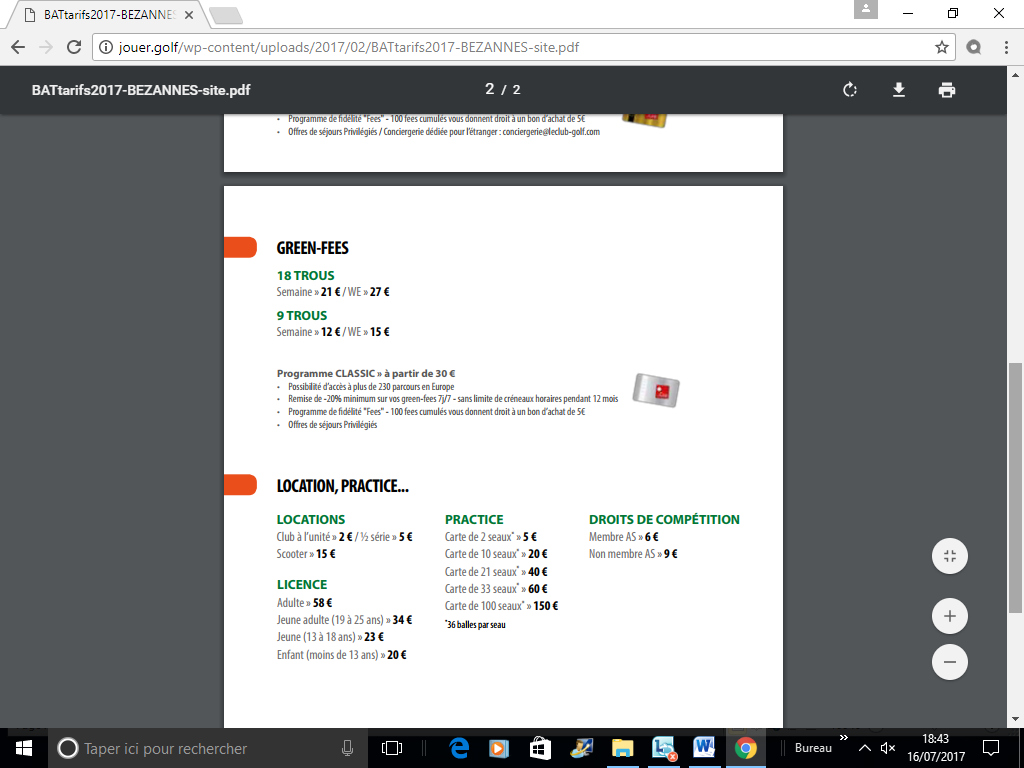 BATtarifs2017-BEZANNES
jouer.golf/wp-content/uploads/2017/02/BATtarifs2017-BEZANNES-site.pdf
BATtarifs2017-BEZANNES-site.pdf
2 / 2
• Programme de fidélité "Fees" - 100 fees cumulés vous donnent droit à un bon d'achat de 5€
• Offres de séjours Privilégiés / Conciergerie dédiée pour l'étranger : conciergerie@leclub-golf.com
GREEN-FEES
18 TROUS
Semaine » 21 € / WE » 27 €
9 TROUS
Semaine » 12 € / WE » 15 €
Programme CLASSIC » à partir de 30 €
• Possibilité d'accès à plus de 230 parcours en Europe
• Remise de -20% minimum sur vos green-fees 7j/7 - sans limite de créneaux horaires pendant 12 mois
• Programme de fidélité "Fees" - 100 fees cumulés vous donnent droit à un bon d'achat de 5€
• Offres de séjours Privilégiés
LOCATION, PRACTICE...
LOCATIONS
Club à l'unité » 2 € / ½ série » 5 €
Scooter » 15 €
LICENCE
Adulte » 58 €
Jeune adulte (19 à 25 ans) » 34 €
Jeune (13 à 18 ans) » 23 €
Enfant (moins de 13 ans) » 20 €
PRACTICE
Carte de 2 seaux* » 5 €
Carte de 10 seaux* » 20 €
Carte de 21 seaux* » 40 €
Carte de 33 seaux* » 60 €
Carte de 100 seaux* » 150 €
*36 balles par seau
DROITS DE COMPÉTITION
Membre AS » 6 €
Non membre AS » 9 €
Taper ici pour rechercher
Bureau
18:43
16/07/2017